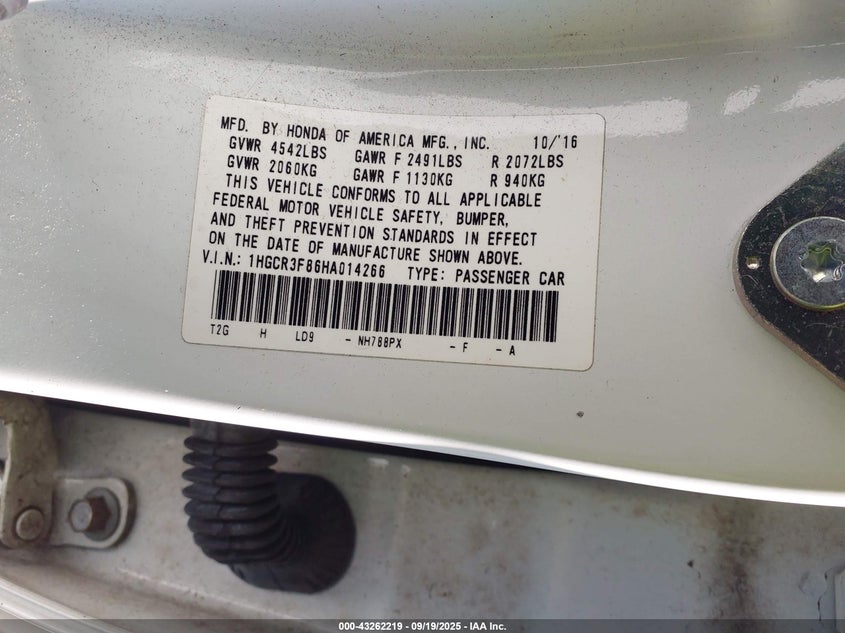 MFD. BY HONDA OF AMERICA MFG., INC. 10/'16
GVWR 4542LBS GAWR F 2491LBS R 2072LBS
GVWR 2060KG GAWR F 1130KG R 940KG
THIS VEHICLE CONFORMS TO ALL APPLICABLE
FEDERAL MOTOR VEHICLE SAFETY, BUMPER,
AND THEFT PREVENTION STANDARDS IN EFFECT
ON THE DATE OF MANUFACTURE SHOWN ABOVE.
V.I.N.: 1HGCR3F86HA014266 TYPE: PASSENGER CAR
T2G H LD9 - NH788PX - F - A
000-43262219 - 09/19/2025 - IAA Inc.